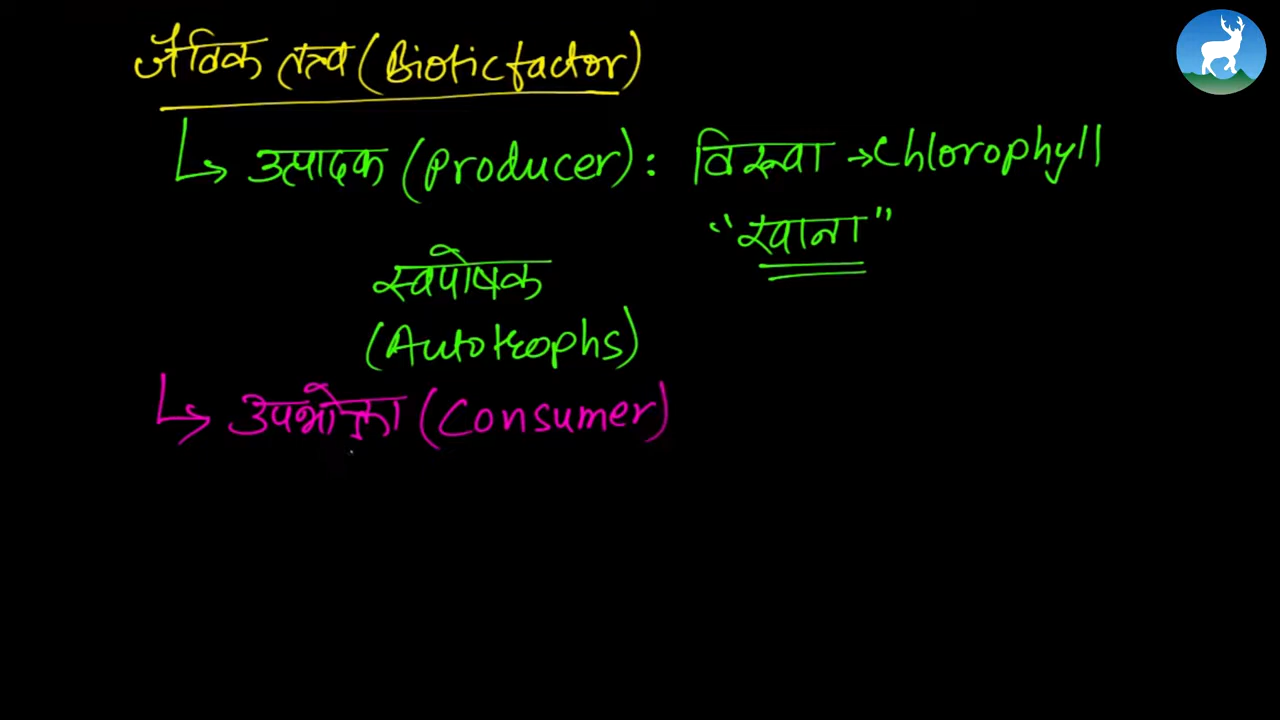 जैविक तत्त्व (Biotic factor)
उत्पादक (Producer) : विरुवा → Chlorophyll
"खाना"
स्वपोषक
(Autotrophs)
उपभोक्ता (Consumer)